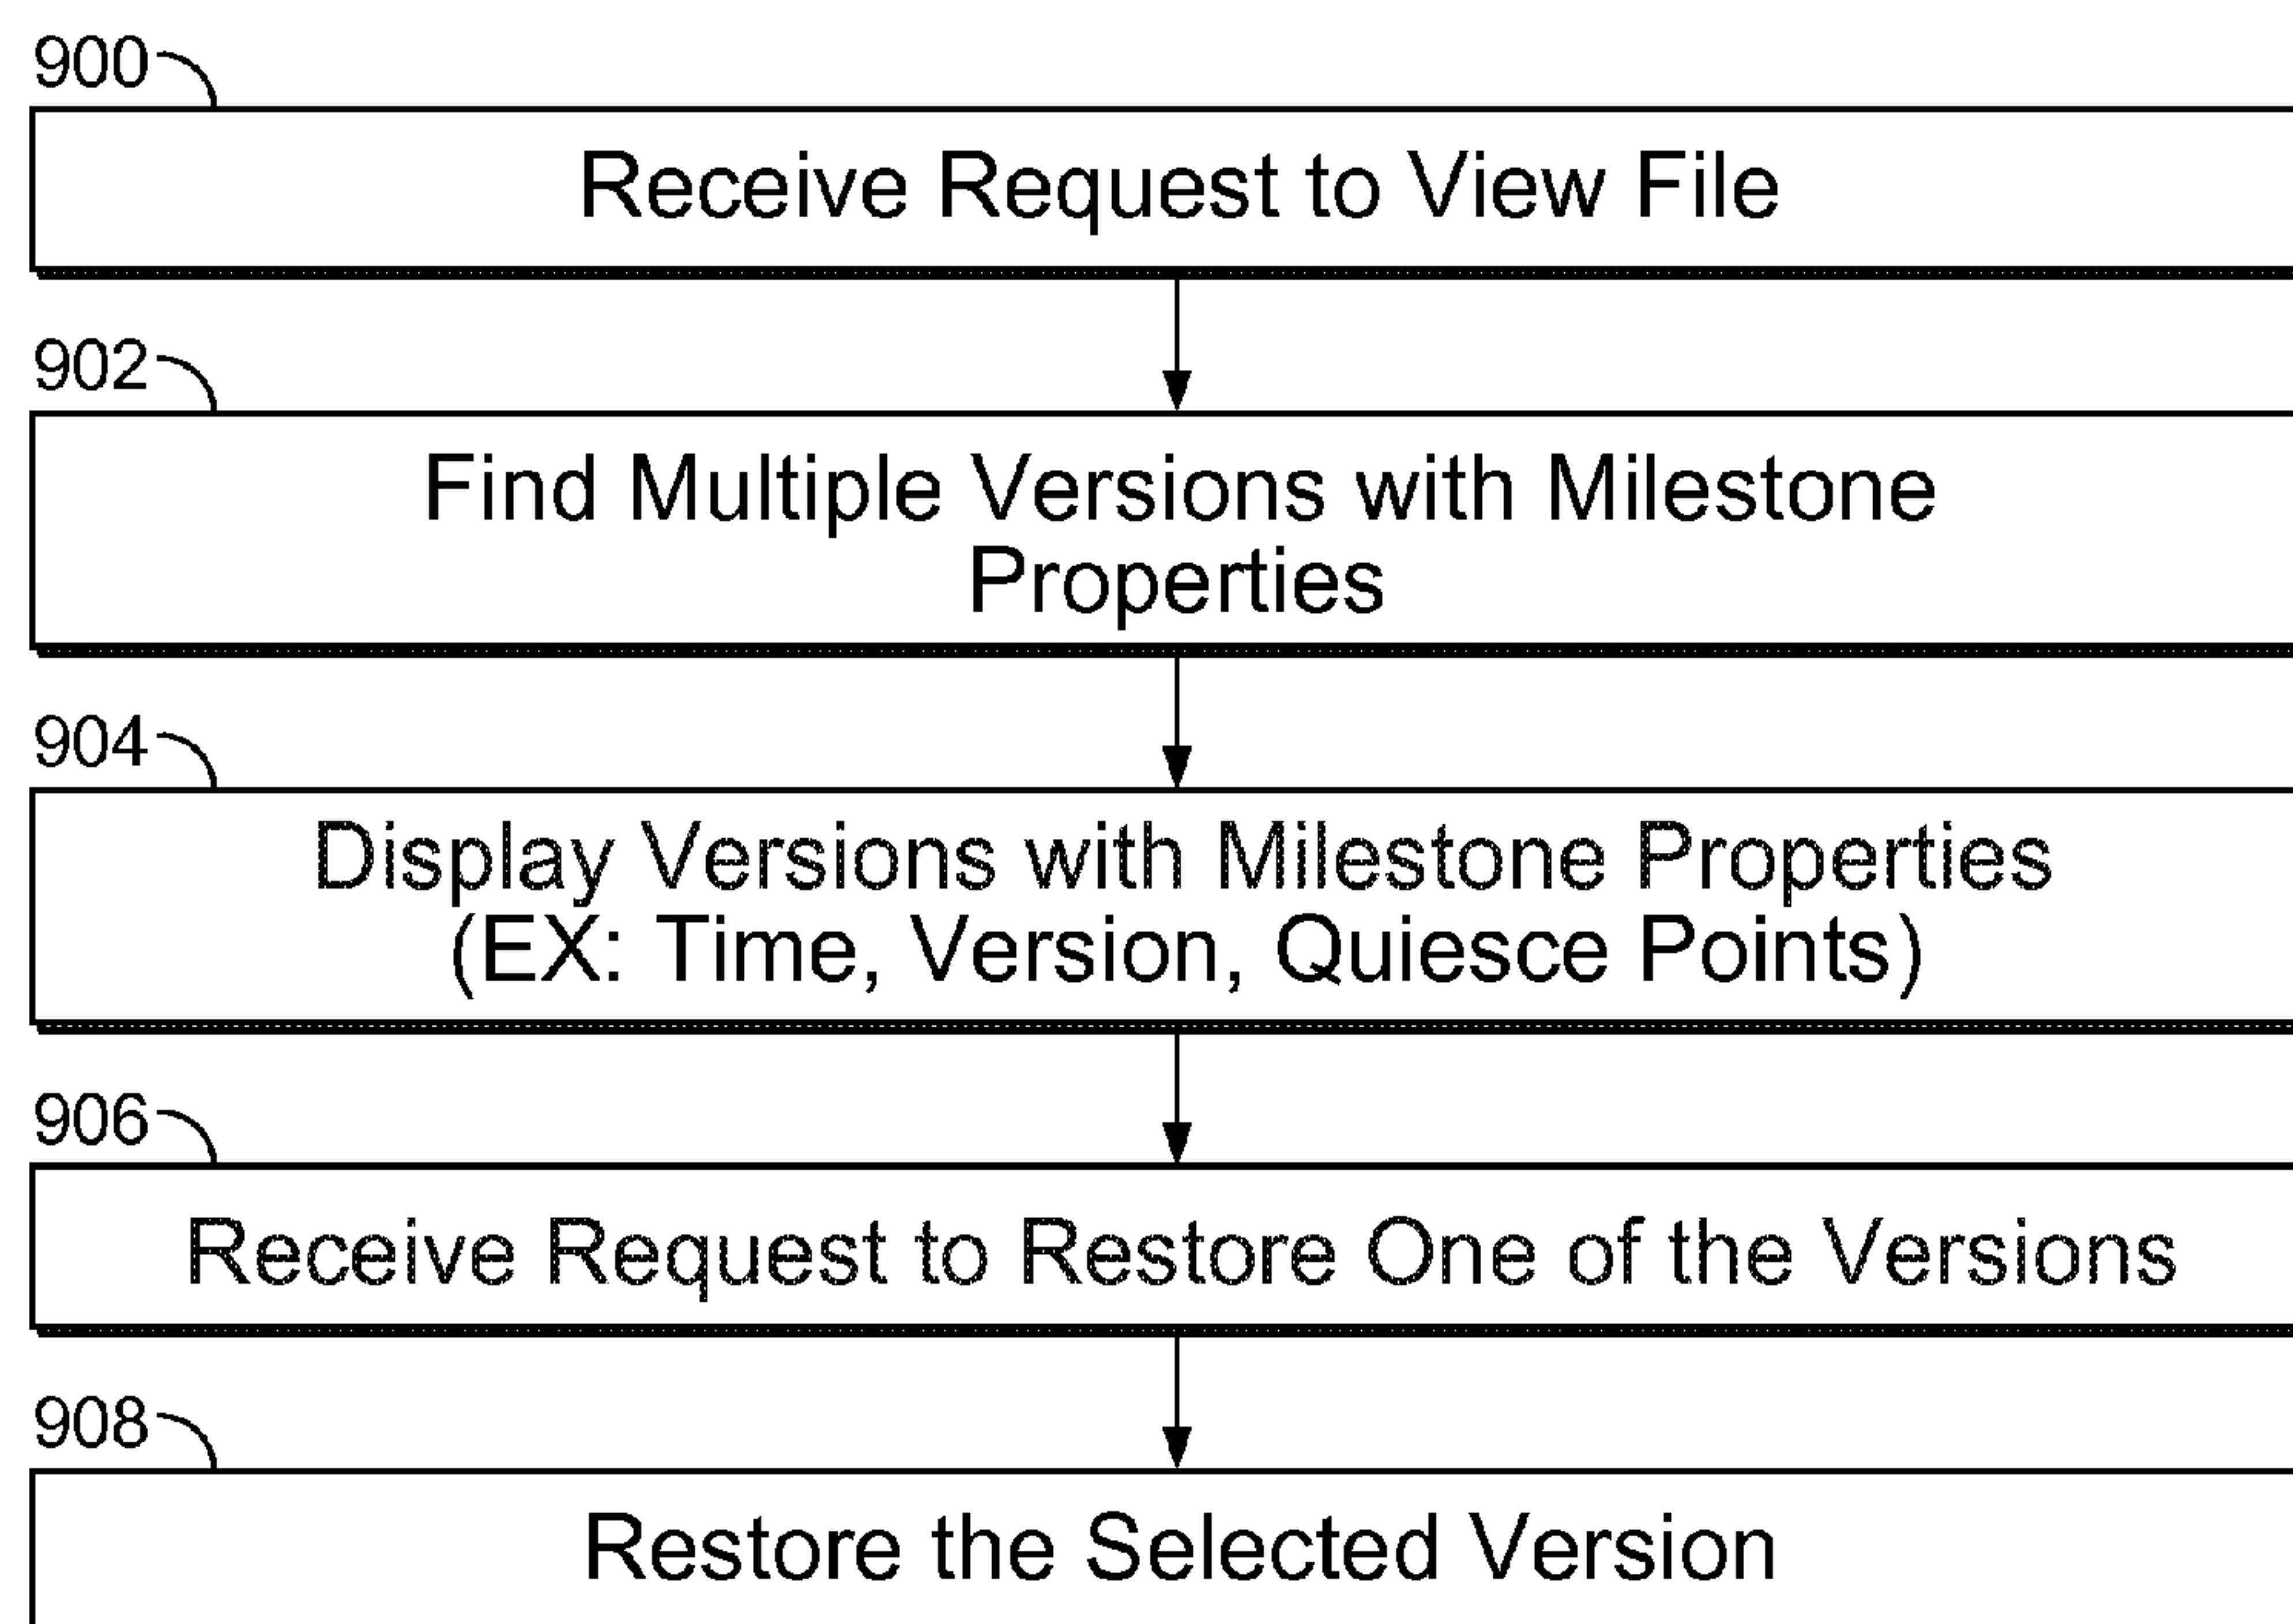 900
Receive Request to View File
902
Find Multiple Versions with Milestone
Properties
904
Display Versions with Milestone Properties
(EX: Time, Version, Quiesce Points)
906
Receive Request to Restore One of the Versions
908
Restore the Selected Version